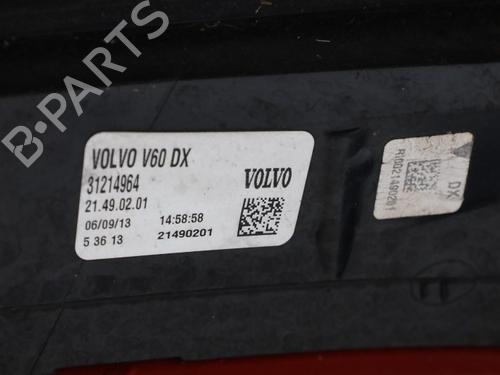 B-PARTS
VOLVO V60 DX
31214964
VOLVO
21.49.02.01
06/09/13 14:58:58
5 36 13 21490201
DX
R10021490201